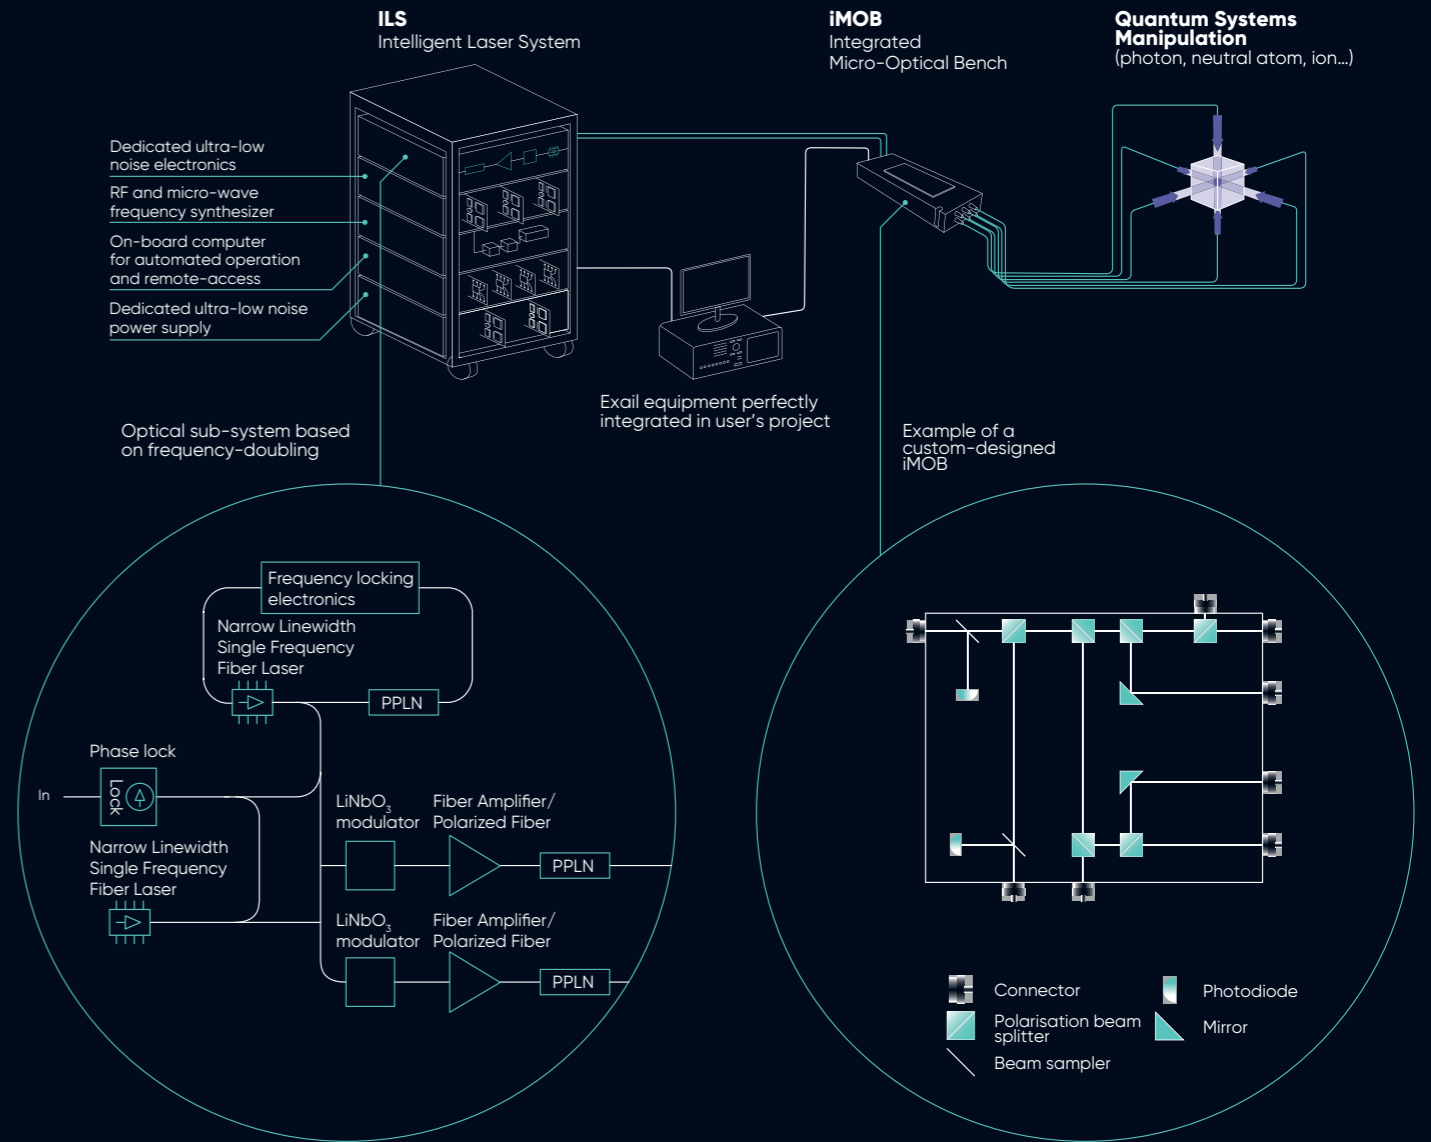 ILS
Intelligent Laser System
iMOB
Integrated
Micro-Optical Bench
Quantum Systems
Manipulation
(photon, neutral atom, ion...)
Dedicated ultra-low
noise electronics
RF and micro-wave
frequency synthesizer
On-board computer
for automated operation
and remote-access
Dedicated ultra-low noise
power supply
Exail equipment perfectly
integrated in user's project
Optical sub-system based
on frequency-doubling
Example of a
custom-designed
iMOB
Frequency locking
electronics
Narrow Linewidth
Single Frequency
Fiber Laser
PPLN
Phase lock
In
Lock
Narrow Linewidth
Single Frequency
Fiber Laser
LiNbO₃
modulator
Fiber Amplifier/
Polarized Fiber
PPLN
LiNbO₃
modulator
Fiber Amplifier/
Polarized Fiber
PPLN
Connector
Photodiode
Polarisation beam
splitter
Mirror
Beam sampler